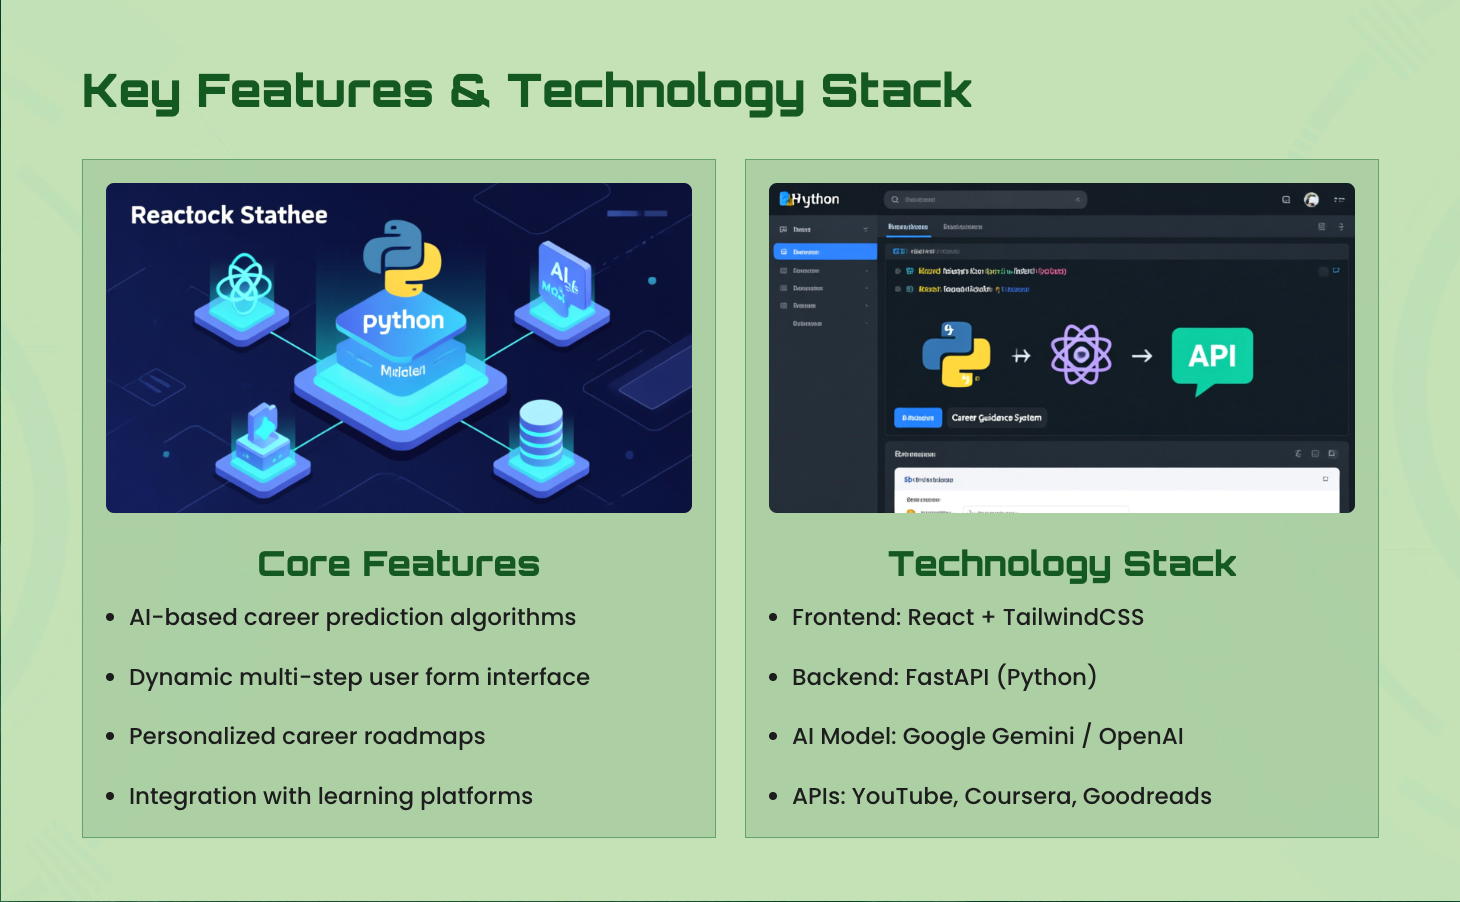 Key Features & Technology Stack
Reactock Stathee
python
Core Features
AI-based career prediction algorithms
Dynamic multi-step user form interface
Personalized career roadmaps
Integration with learning platforms
Hython
API
Career Guidance System
Technology Stack
Frontend: React + TailwindCSS
Backend: FastAPI (Python)
AI Model: Google Gemini / OpenAI
APIs: YouTube, Coursera, Goodreads